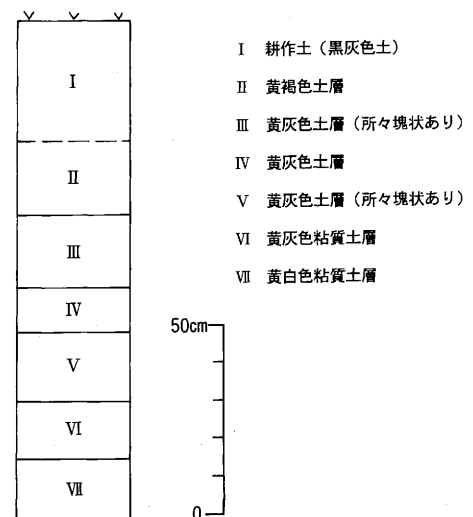 I
II
III
IV
V
VI
VII
I 耕作土（黒灰色土）
II 黄褐色土層
III 黄灰色土層（所々塊状あり）
IV 黄灰色土層
V 黄灰色土層（所々塊状あり）
VI 黄灰色粘質土層
VII 黄白色粘質土層
50cm
0